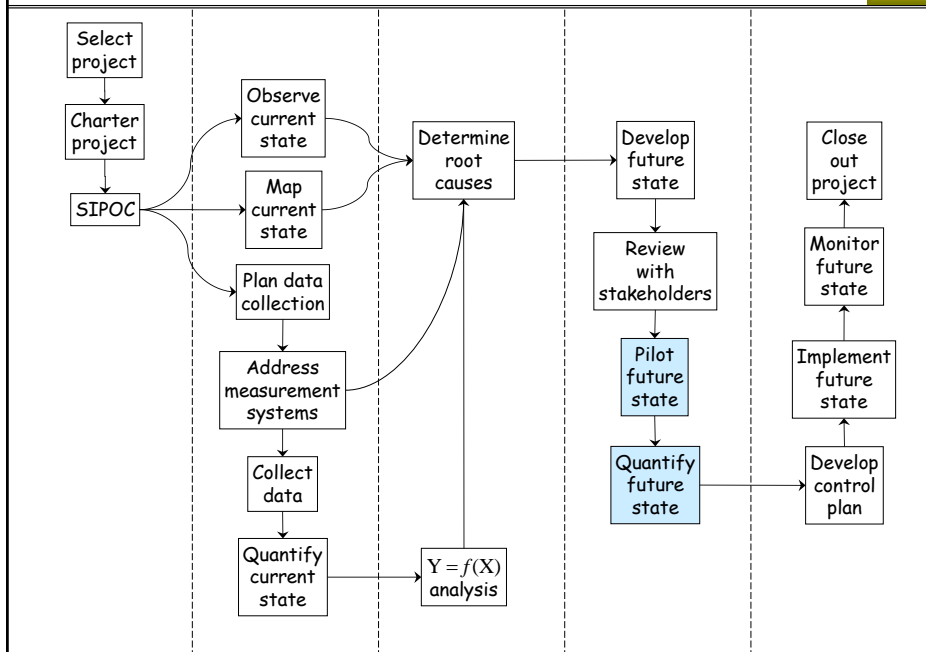 Select
project
Charter
project
SIPOC
Observe
current
state
Map
current
state
Plan data
collection
Address
measurement
systems
Collect
data
Quantify
current
state
Determine
root
causes
Y = f(X)
analysis
Develop
future
state
Review
with
stakeholders
Pilot
future
state
Quantify
future
state
Close
out
project
Monitor
future
state
Implement
future
state
Develop
control
plan